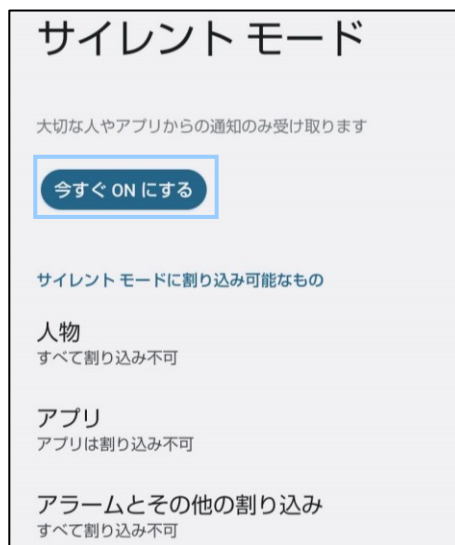 サイレント モード
大切な人やアプリからの通知のみ受け取ります
今すぐ ON にする
サイレント モードに割り込み可能なもの
人物
すべて割り込み不可
アプリ
アプリは割り込み不可
アラームとその他の割り込み
すべて割り込み不可